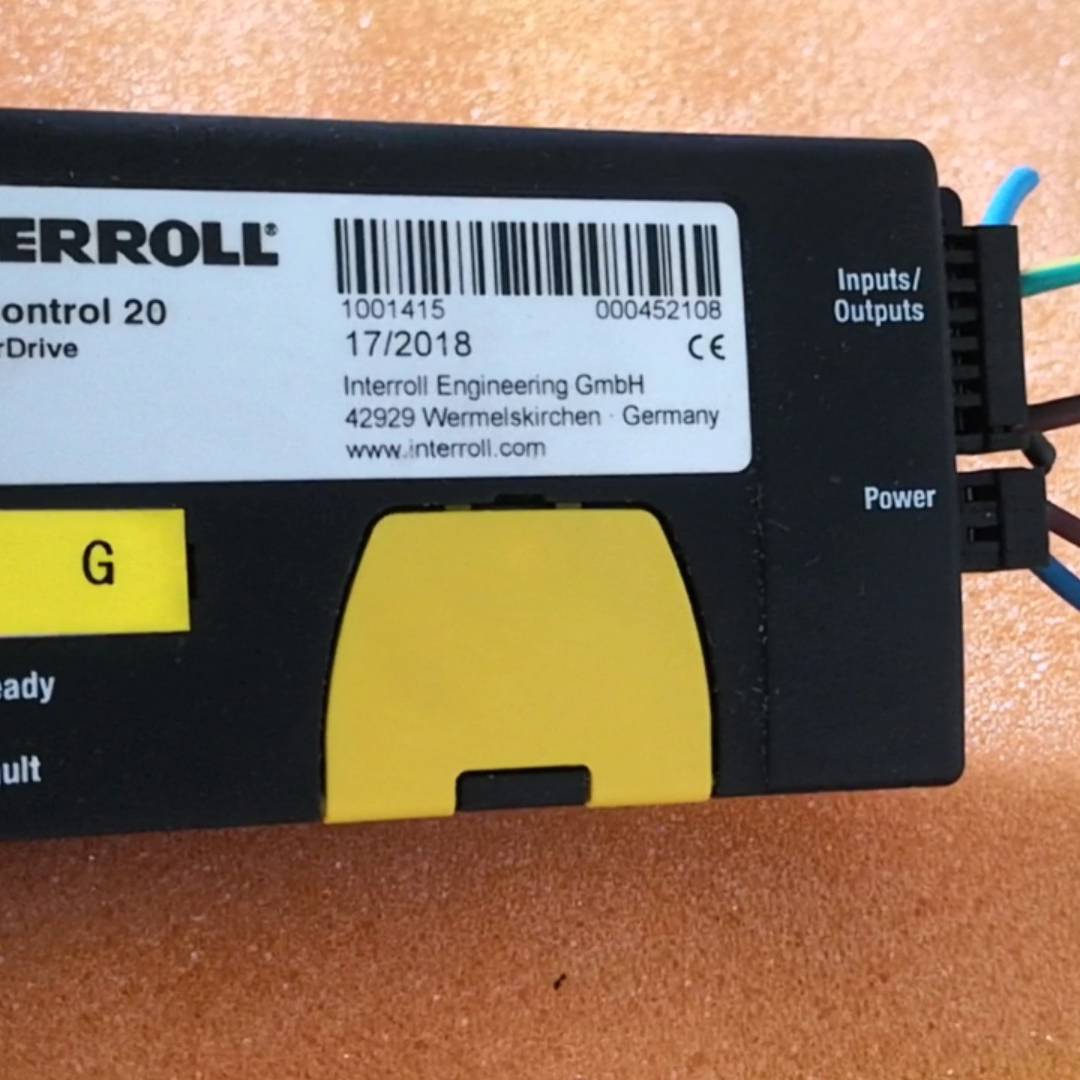 ERROLL®
ontrol 20
rDrive
1001415 000452108
17/2018 CE
Interroll Engineering GmbH
42929 Wermelskirchen · Germany
www.interroll.com
Inputs/
Outputs
Power
G
eady
ult